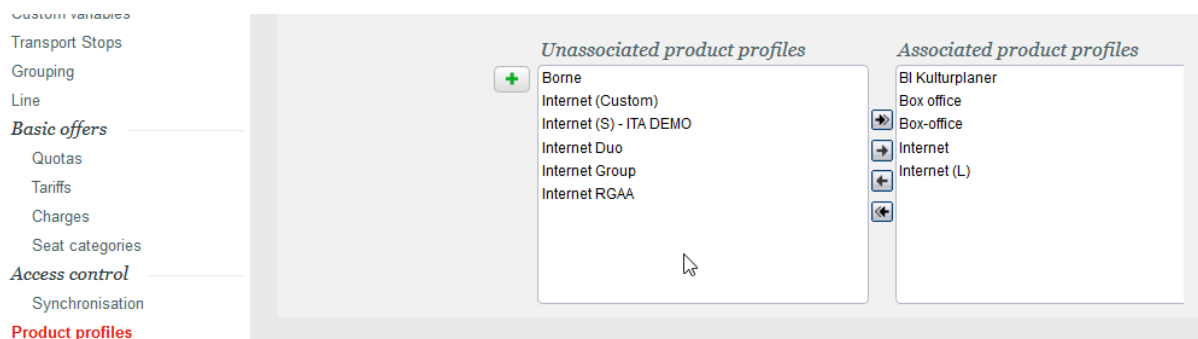 Custom variables
Transport Stops
Grouping
Line
Basic offers
Quotas
Tariffs
Charges
Seat categories
Access control
Synchronisation
Product profiles
Unassociated product profiles
Borne
Internet (Custom)
Internet (S) - ITA DEMO
Internet Duo
Internet Group
Internet RGAA
Associated product profiles
BI Kulturplaner
Box office
Box-office
Internet
Internet (L)